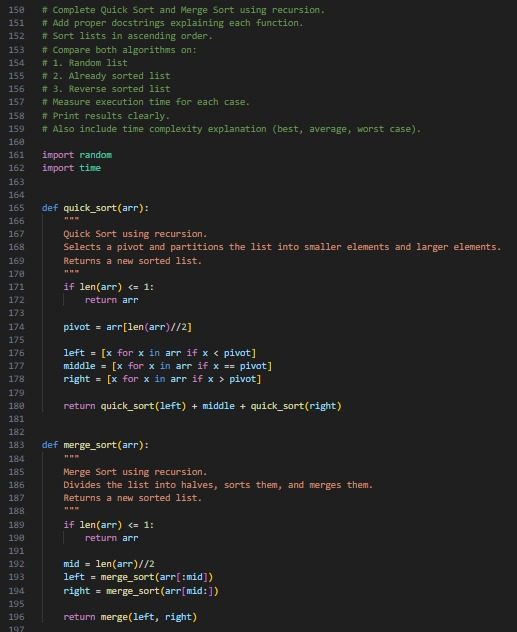 150 # Complete Quick Sort and Merge Sort using recursion.
151 # Add proper docstrings explaining each function.
152 # Sort lists in ascending order.
153 # Compare both algorithms on:
154 # 1. Random list
155 # 2. Already sorted list
156 # 3. Reverse sorted list
157 # Measure execution time for each case.
158 # Print results clearly.
159 # Also include time complexity explanation (best, average, worst case).
160
161 import random
162 import time
163
164
165 def quick_sort(arr):
166     """
167     Quick Sort using recursion.
168     Selects a pivot and partitions the list into smaller elements and larger elements.
169     Returns a new sorted list.
170     """
171     if len(arr) <= 1:
172         return arr
173
174     pivot = arr[len(arr)//2]
175
176     left = [x for x in arr if x < pivot]
177     middle = [x for x in arr if x == pivot]
178     right = [x for x in arr if x > pivot]
179
180     return quick_sort(left) + middle + quick_sort(right)
181
182
183 def merge_sort(arr):
184     """
185     Merge Sort using recursion.
186     Divides the list into halves, sorts them, and merges them.
187     Returns a new sorted list.
188     """
189     if len(arr) <= 1:
190         return arr
191
192     mid = len(arr)//2
193     left = merge_sort(arr[:mid])
194     right = merge_sort(arr[mid:])
195
196     return merge(left, right)
197